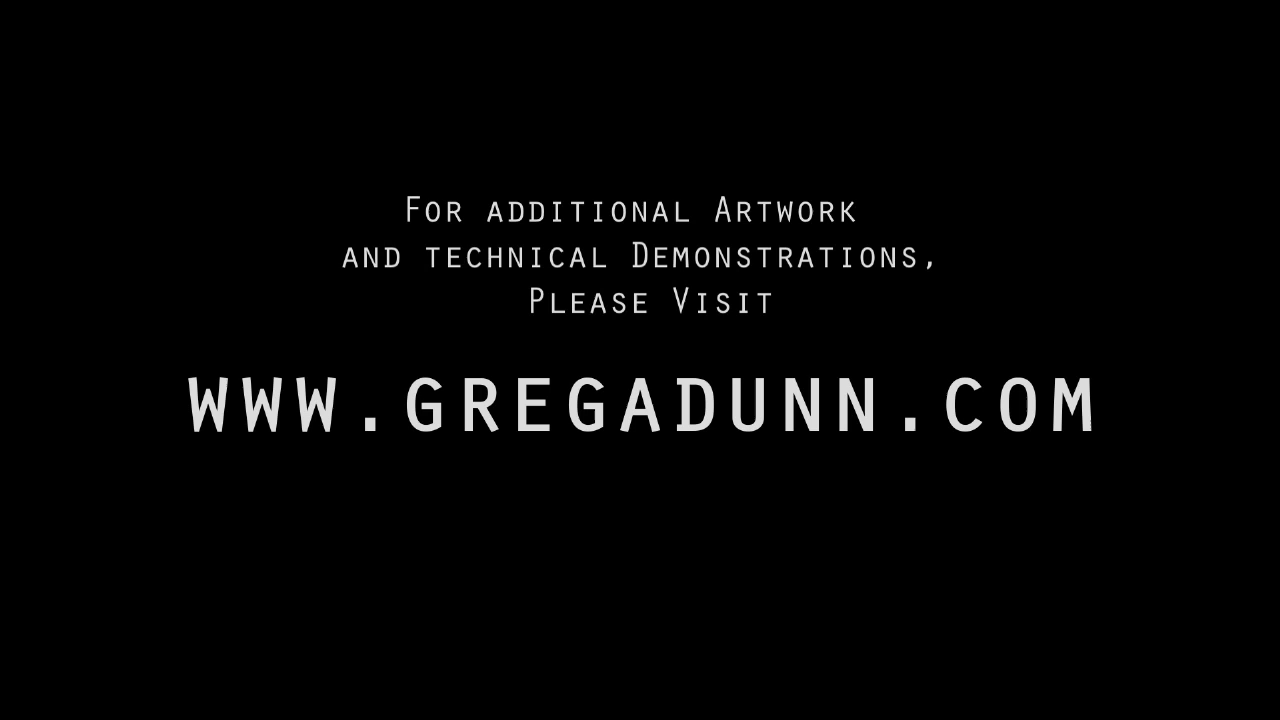 For additional Artwork
and technical Demonstrations,
Please Visit
WWW.GREGADUNN.COM